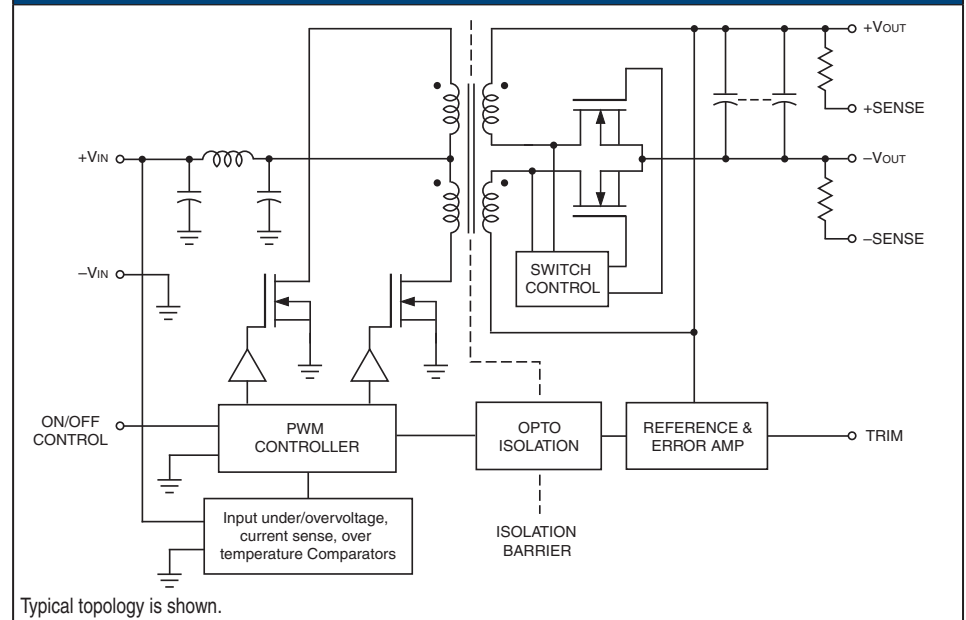 +VOUT
+SENSE
+VIN
–VOUT
–SENSE
–VIN
SWITCH
CONTROL
ON/OFF
CONTROL
PWM
CONTROLLER
OPTO
ISOLATION
REFERENCE &
ERROR AMP
TRIM
Input under/overvoltage,
current sense, over
temperature Comparators
ISOLATION
BARRIER
Typical topology is shown.